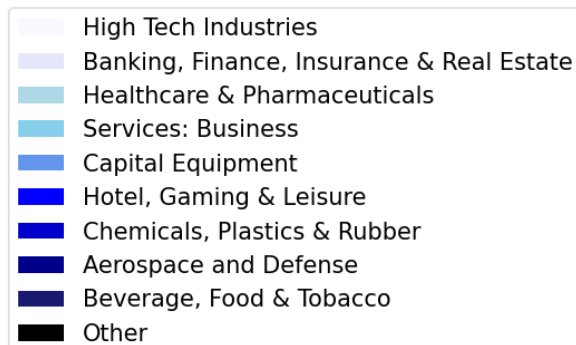 High Tech Industries
Banking, Finance, Insurance & Real Estate
Healthcare & Pharmaceuticals
Services: Business
Capital Equipment
Hotel, Gaming & Leisure
Chemicals, Plastics & Rubber
Aerospace and Defense
Beverage, Food & Tobacco
Other